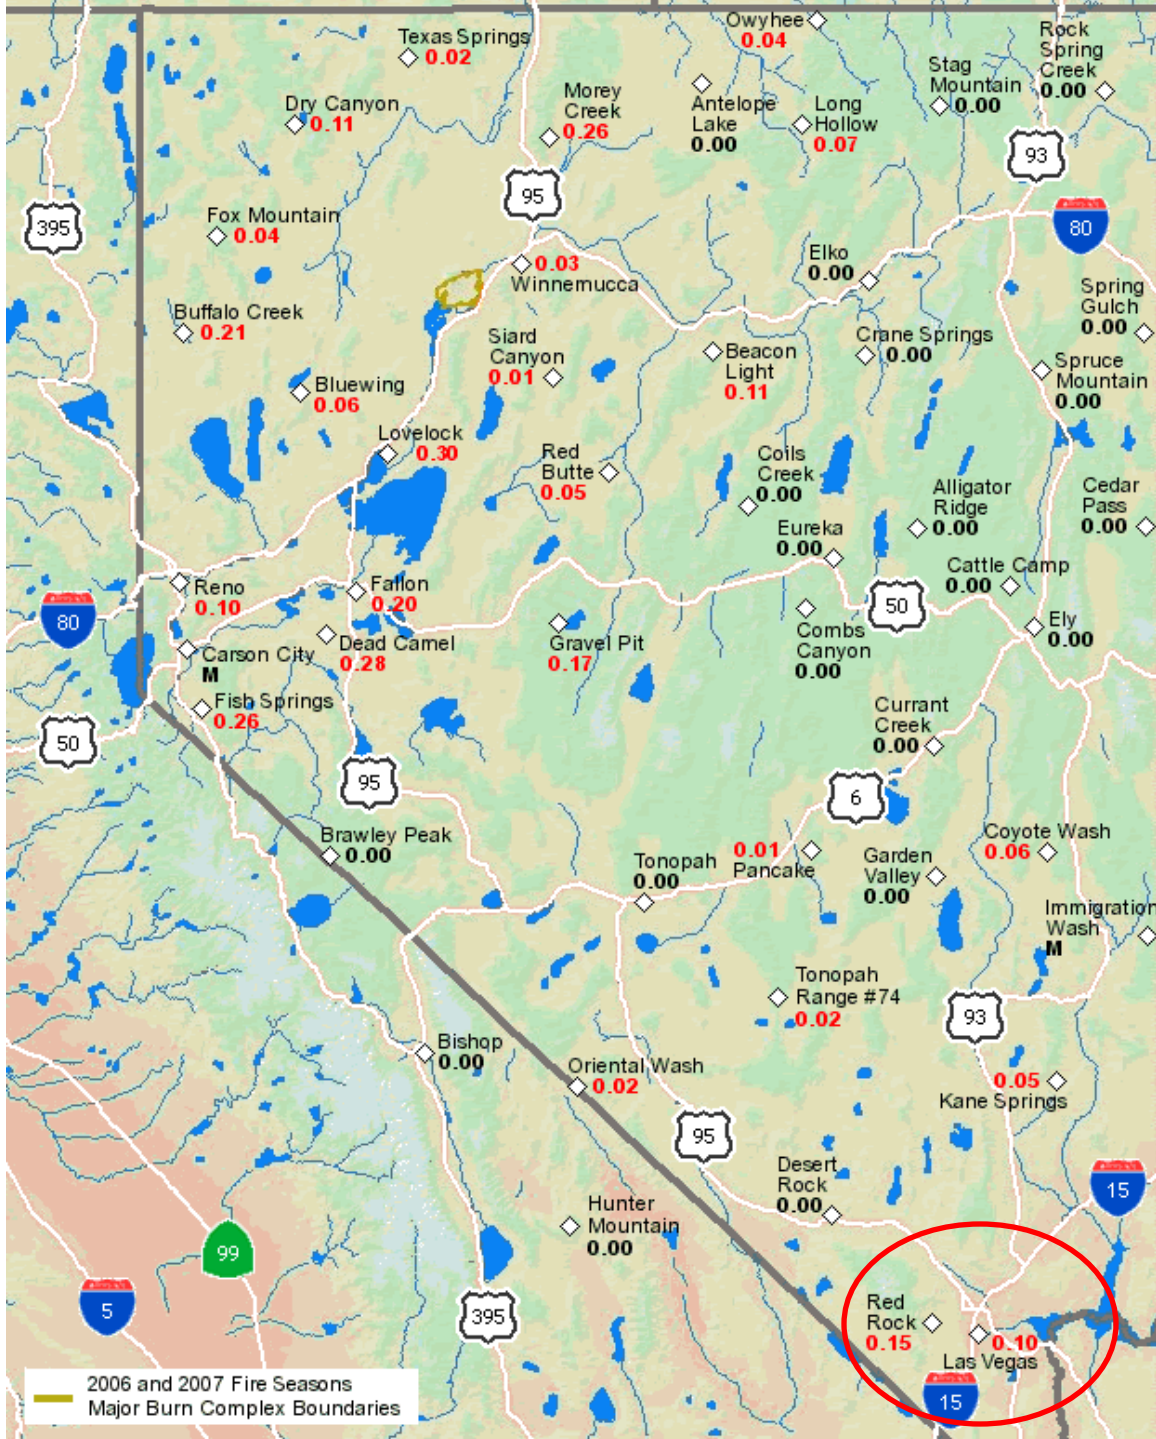 Owyhee
0.04
Texas Springs
0.02
Rock
Spring
Creek
0.00
Stag
Mountain
0.00
Morey
Creek
0.26
Antelope
Lake
0.00
Long
Hollow
0.07
Dry Canyon
0.11
93
95
395
Fox Mountain
0.04
80
0.03
Winnemucca
Elko
0.00
Spring
Gulch
0.00
Buffalo Creek
0.21
Siard
Canyon
0.01
Beacon
Light
0.11
Crane Springs
0.00
Spruce
Mountain
0.00
Bluewing
0.06
Lovelock
0.30
Red
Butte
0.05
Coils
Creek
0.00
Alligator
Ridge
0.00
Cedar
Pass
0.00
Eureka
0.00
Cattle Camp
0.00
Reno
0.10
Fallon
0.20
80
50
Dead Camel
0.28
Gravel Pit
0.17
Combs
Canyon
0.00
Ely
0.00
Carson City
M
Fish Springs
0.26
50
Currant
Creek
0.00
95
6
Brawley Peak
0.00
Tonopah
0.00
0.01
Pancake
Garden
Valley
0.00
Coyote Wash
0.06
Immigration
Wash
M
Tonopah
Range #74
0.02
93
Bishop
0.00
Oriental Wash
0.02
0.05
Kane Springs
95
Desert
Rock
0.00
15
Hunter
Mountain
0.00
99
5
395
Red
Rock
0.15
0.10
Las Vegas
15
2006 and 2007 Fire Seasons
Major Burn Complex Boundaries